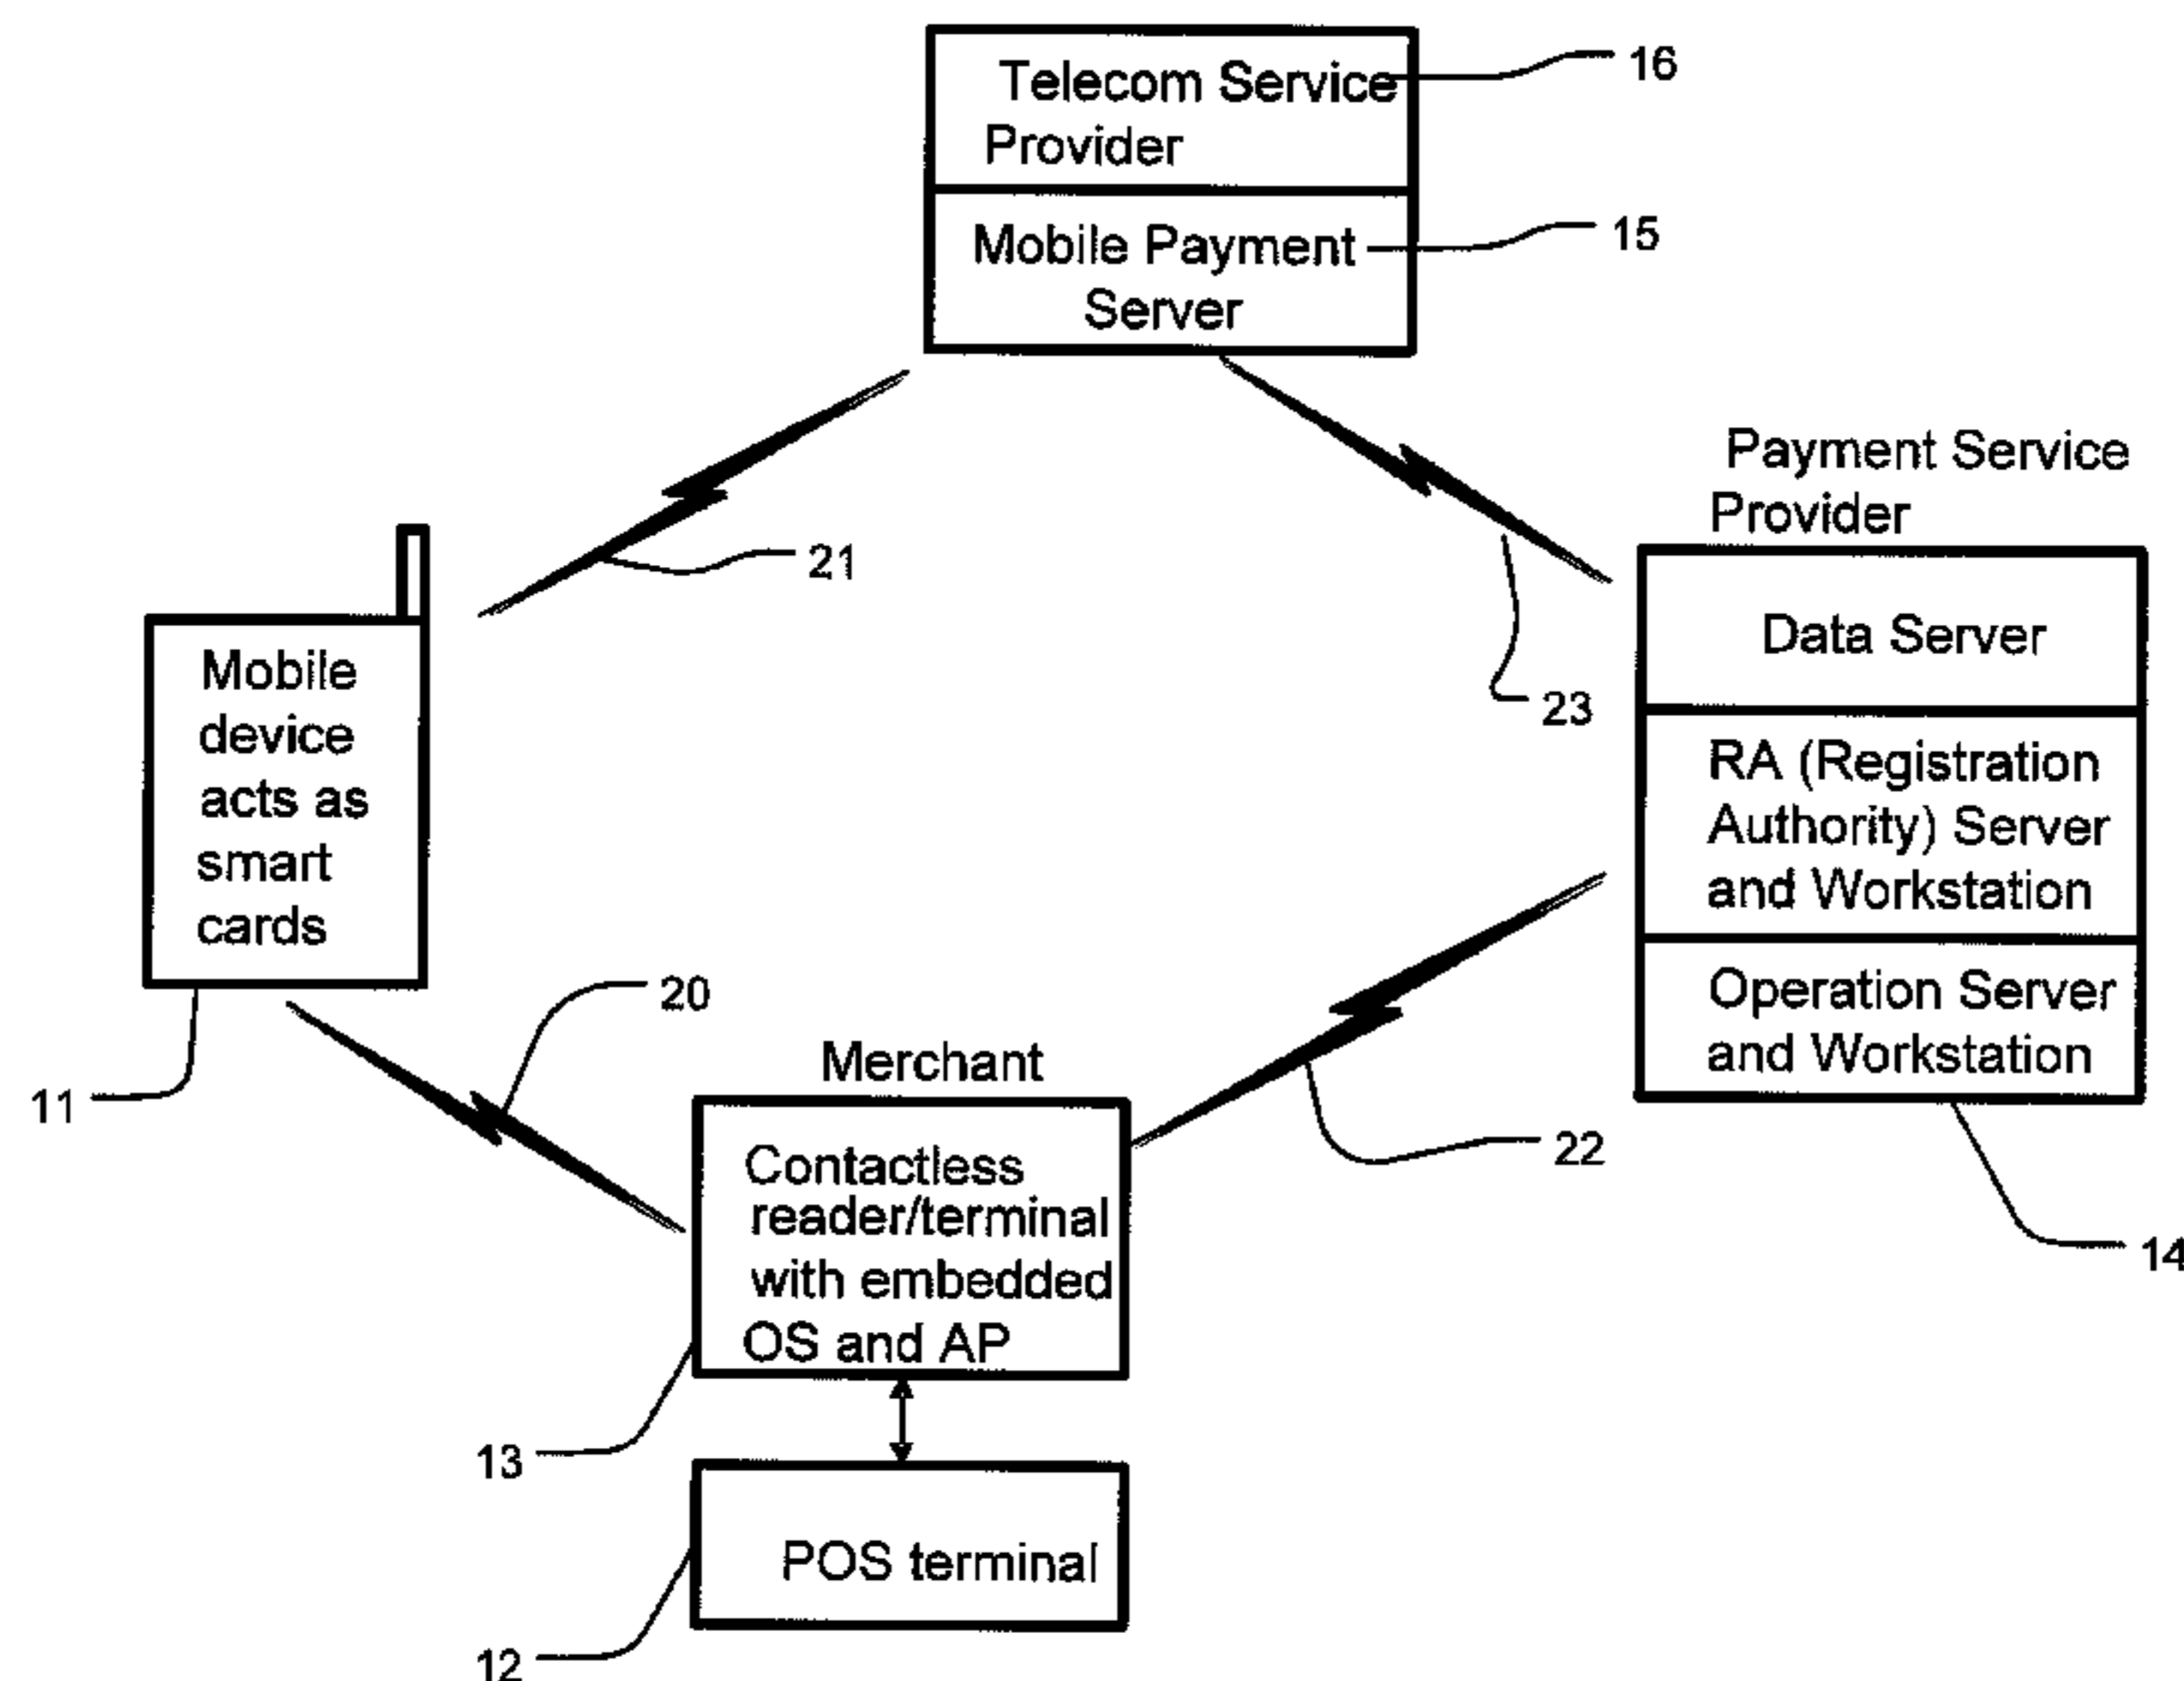 Telecom Service
Provider
16
Mobile Payment
Server
15
Payment Service
Provider
Data Server
RA (Registration
Authority) Server
and Workstation
Operation Server
and Workstation
14
21
23
Mobile
device
acts as
smart
cards
11
20
22
Merchant
Contactless
reader/terminal
with embedded
OS and AP
13
POS terminal
12